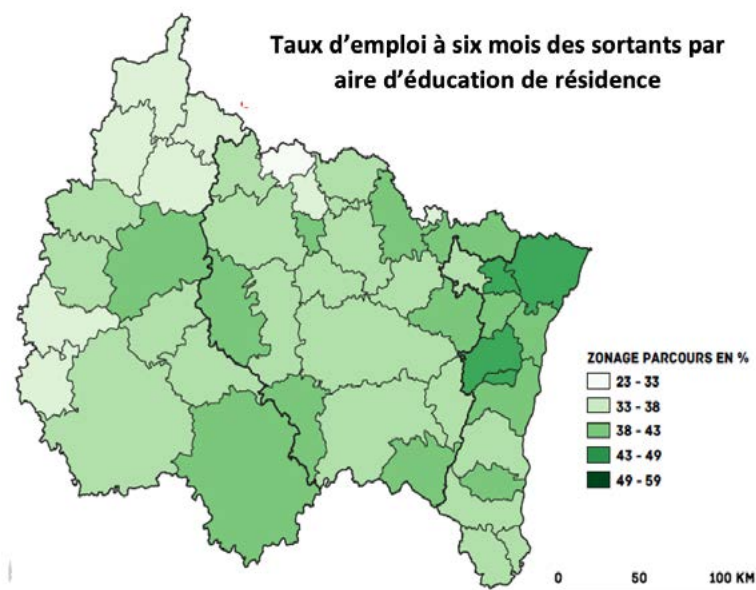 Taux d'emploi à six mois des sortants par
aire d'éducation de résidence
ZONAGE PARCOURS EN %
23 - 33
33 - 38
38 - 43
43 - 49
49 - 59
0 50 100 KM